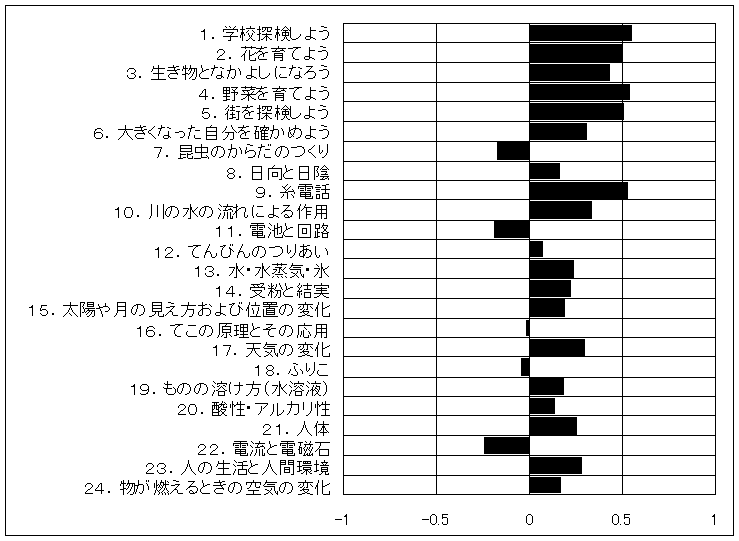 1. 学校探検しよう
2. 花を育てよう
3. 生き物となかよしになろう
4. 野菜を育てよう
5. 街を探検しよう
6. 大きくなった自分を確かめよう
7. 昆虫のからだのつくり
8. 日向と日陰
9. 糸電話
10. 川の水の流れによる作用
11. 電池と回路
12. てんびんのつりあい
13. 水・水蒸気・氷
14. 受粉と結実
15. 太陽や月の見え方および位置の変化
16. てこの原理とその応用
17. 天気の変化
18. ふりこ
19. ものの溶け方(水溶液)
20. 酸性・アルカリ性
21. 人体
22. 電流と電磁石
23. 人の生活と人間環境
24. 物が燃えるときの空気の変化
-1 -0.5 0 0.5 1